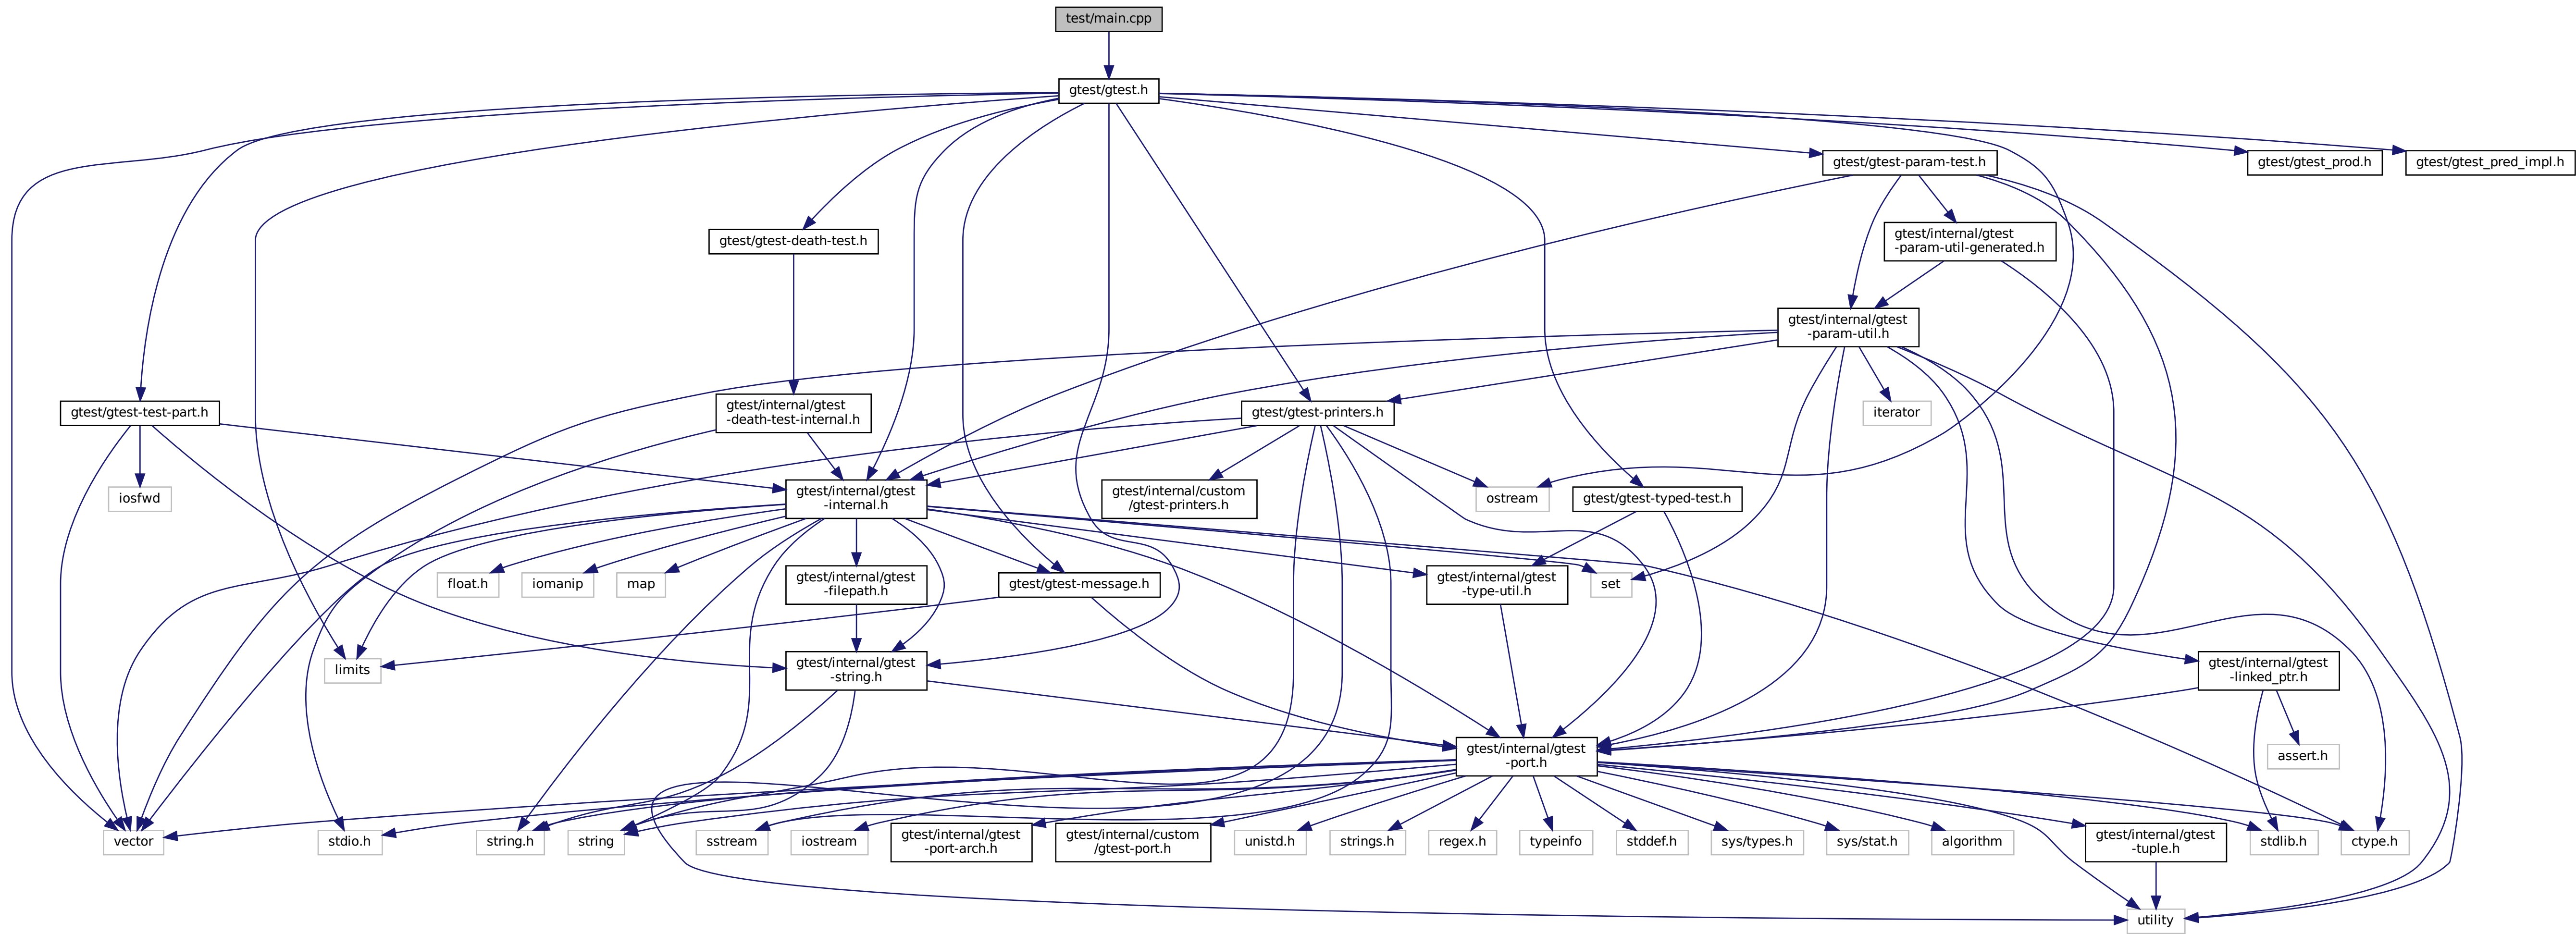 test/main.cpp
gtest/gtest.h
gtest/gtest-param-test.h
gtest/gtest_prod.h
gtest/gtest_pred_impl.h
gtest/gtest-death-test.h
gtest/internal/gtest
-param-util-generated.h
gtest/internal/gtest
-param-util.h
gtest/gtest-test-part.h
gtest/internal/gtest
-death-test-internal.h
gtest/gtest-printers.h
iterator
iosfwd
gtest/internal/gtest
-internal.h
gtest/internal/custom
/gtest-printers.h
ostream
gtest/gtest-typed-test.h
float.h
iomanip
map
gtest/internal/gtest
-filepath.h
gtest/gtest-message.h
gtest/internal/gtest
-type-util.h
set
limits
gtest/internal/gtest
-string.h
gtest/internal/gtest
-linked_ptr.h
gtest/internal/gtest
-port.h
assert.h
vector
stdio.h
string.h
string
sstream
iostream
gtest/internal/gtest
-port-arch.h
gtest/internal/custom
/gtest-port.h
unistd.h
strings.h
regex.h
typeinfo
stddef.h
sys/types.h
sys/stat.h
algorithm
gtest/internal/gtest
-tuple.h
stdlib.h
ctype.h
utility